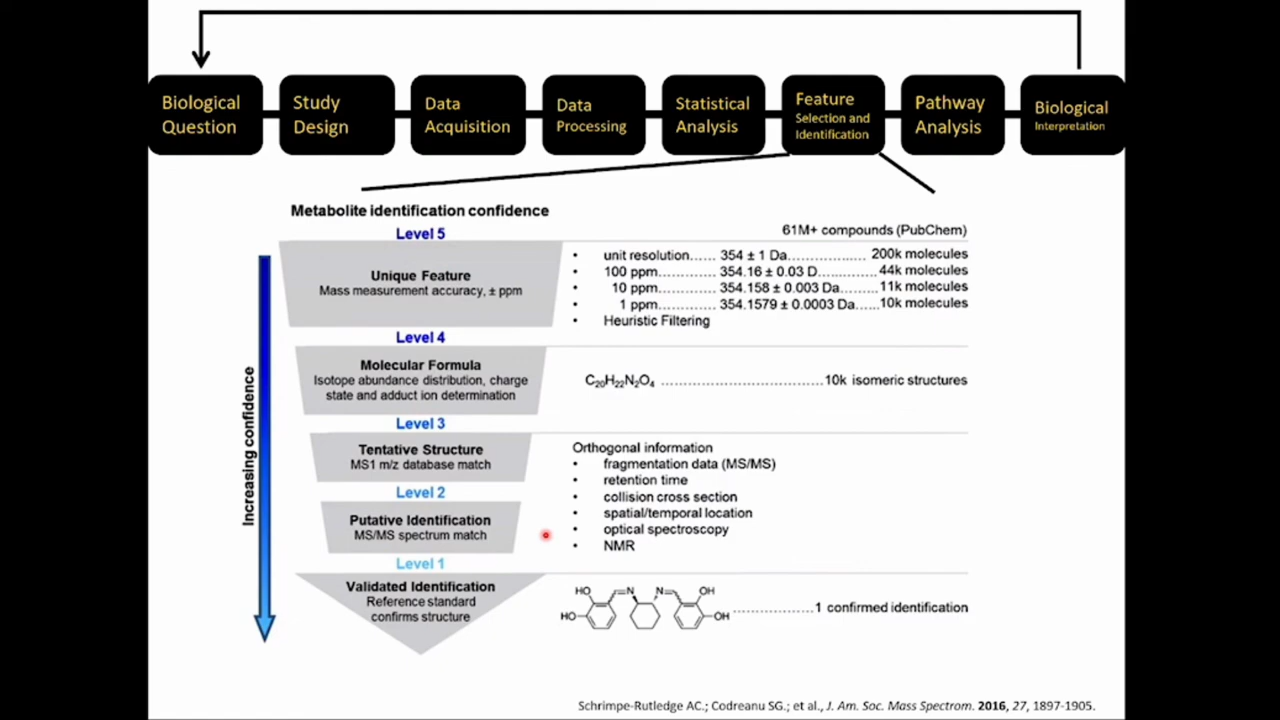 Biological
Question
Study
Design
Data
Acquisition
Data
Processing
Statistical
Analysis
Feature
Selection and
Identification
Pathway
Analysis
Biological
Interpretation
Metabolite identification confidence
61M+ compounds (PubChem)
Increasing confidence
Level 5
Unique Feature
Mass measurement accuracy, ± ppm
• unit resolution...... 354 ± 1 Da.................... 200k molecules
• 100 ppm.............. 354.16 ± 0.03 D.............. 44k molecules
• 10 ppm............. 354.158 ± 0.003 Da......... 11k molecules
• 1 ppm............. 354.1579 ± 0.0003 Da......10k molecules
• Heuristic Filtering
Level 4
Molecular Formula
Isotope abundance distribution, charge
state and adduct ion determination
C₂₀H₂₂N₂O₄ .........................................10k isomeric structures
Level 3
Tentative Structure
MS1 m/z database match
Level 2
Putative Identification
MS/MS spectrum match
Orthogonal information
• fragmentation data (MS/MS)
• retention time
• collision cross section
• spatial/temporal location
• optical spectroscopy
• NMR
Level 1
Validated Identification
Reference standard
confirms structure
HO N N OH
HO OH ....................1 confirmed identification
Schrimpe-Rutledge AC.; Codreanu SG.; et al., J. Am. Soc. Mass Spectrom. 2016, 27, 1897-1905.